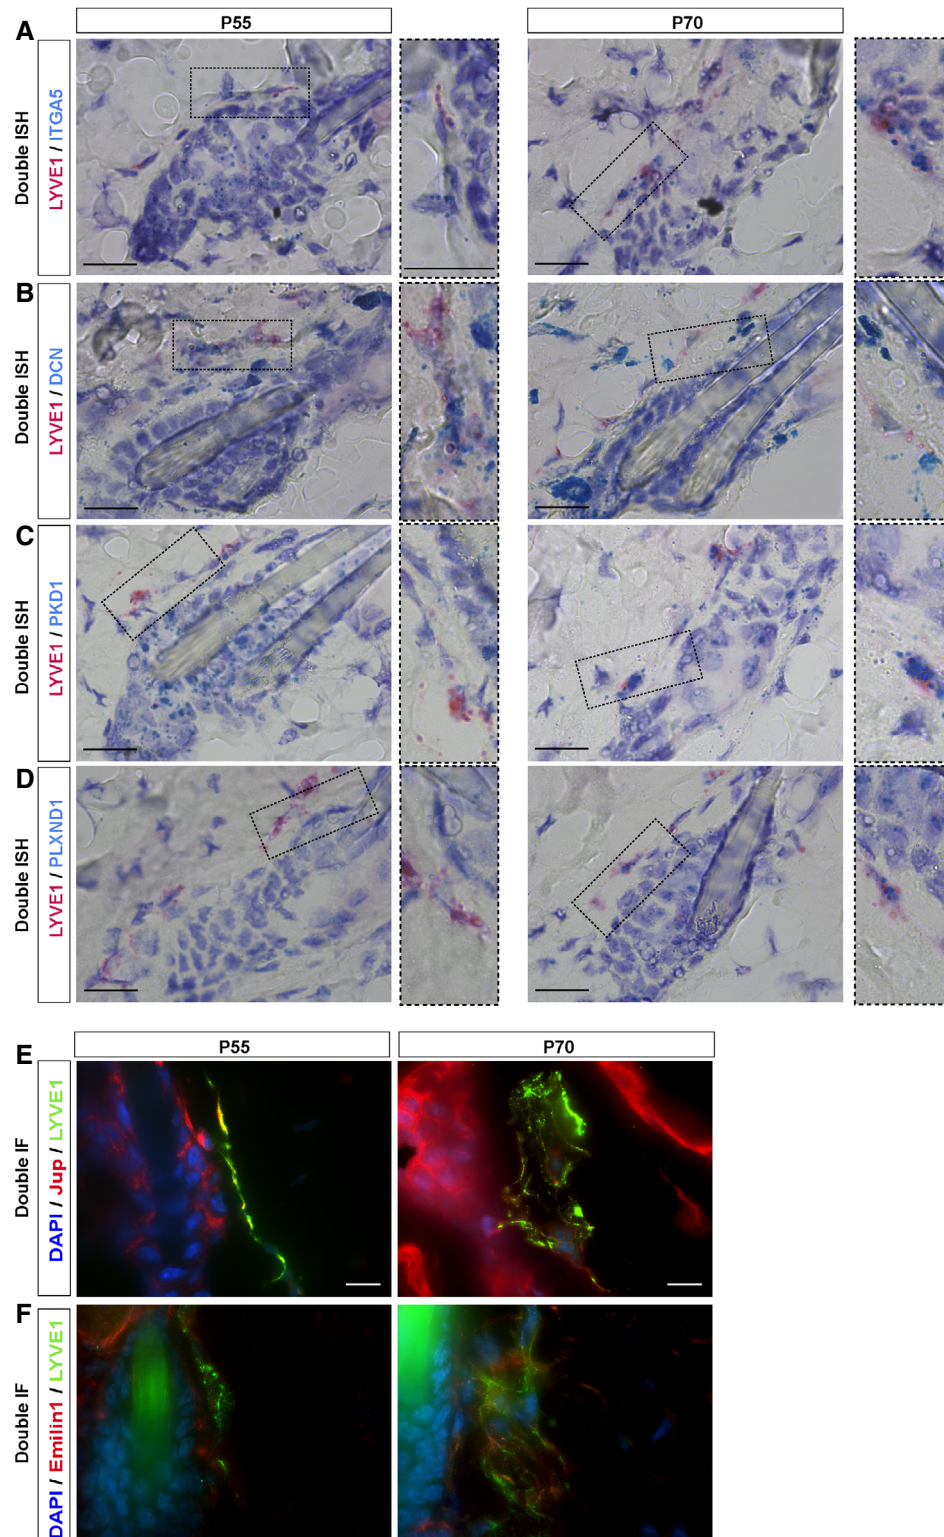 P55
P70
A
Double ISH
LYVE1 / ITGA5
B
Double ISH
LYVE1 / DCN
C
Double ISH
LYVE1 / PKD1
D
Double ISH
LYVE1 / PLXND1
P55
P70
E
Double IF
DAPI / Jup / LYVE1
F
Double IF
DAPI / Emilin1 / LYVE1